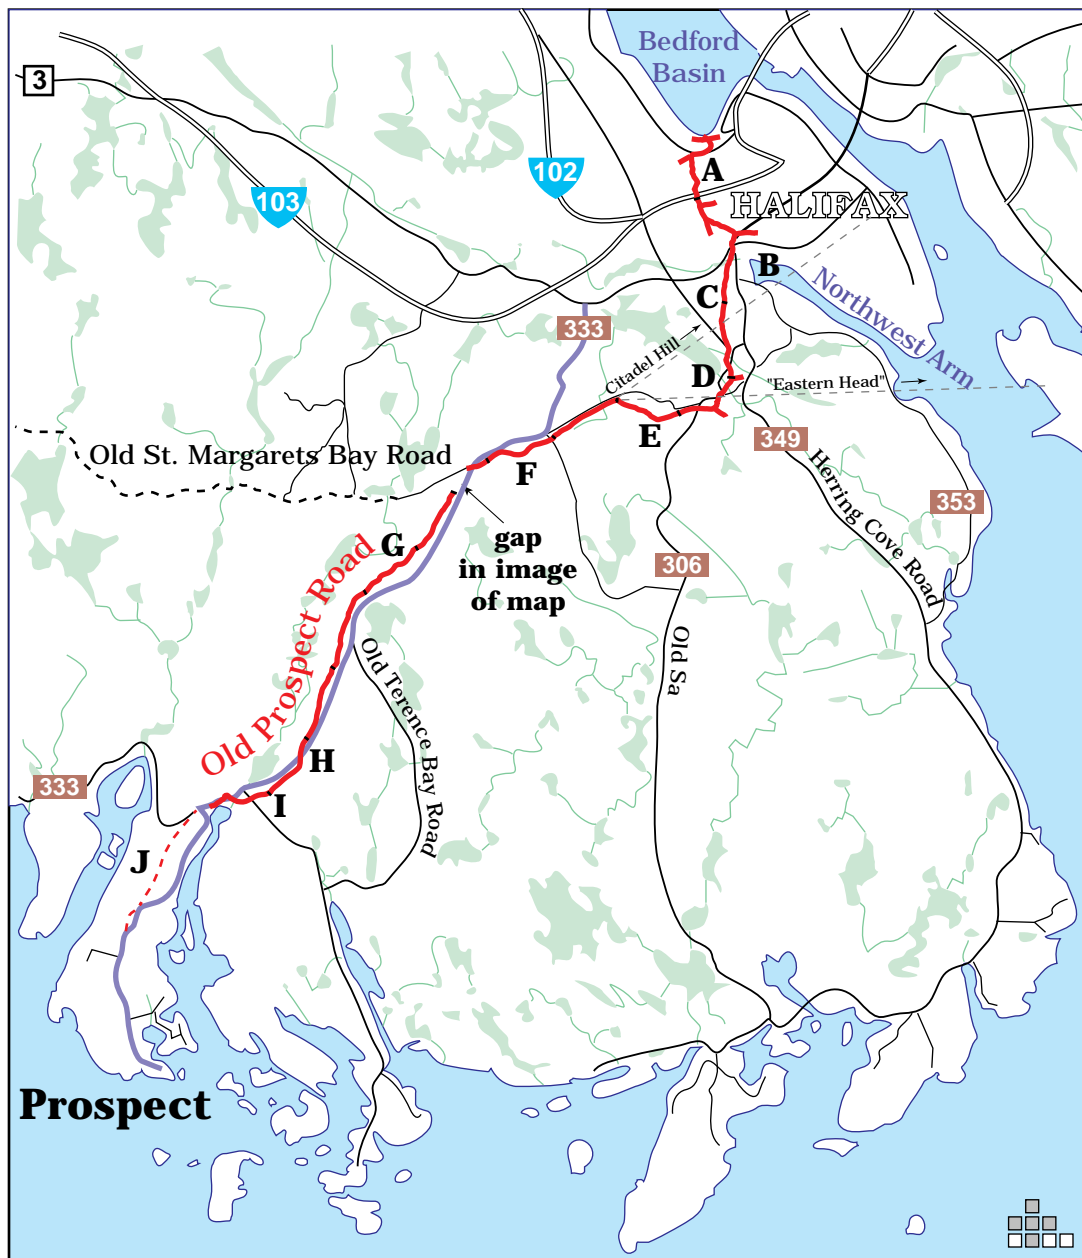 Bedford
Basin
3
102
A
103
HALIFAX
B
Northwest Arm
C
333
Citadel Hill
D
"Eastern Head"
E
349
Old St. Margarets Bay Road
F
Herring Cove Road
353
G
gap
in image
of map
306
Old Prospect Road
Old Sa
Old Terence Bay Road
H
333
I
J
Prospect